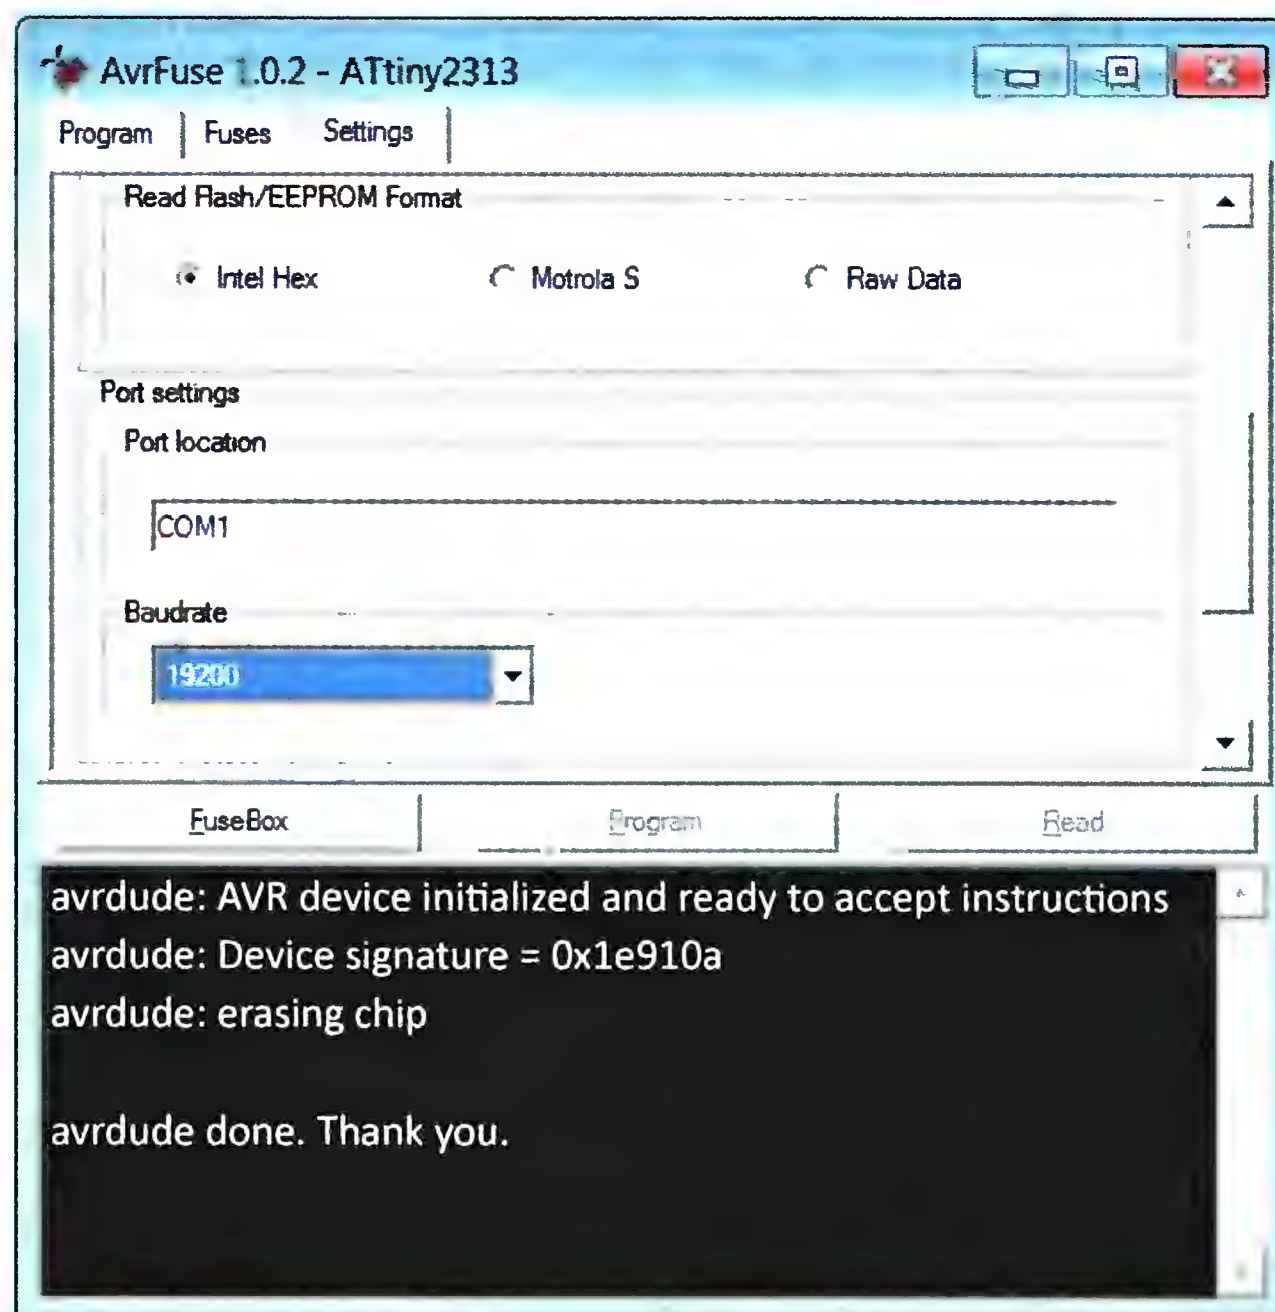 AvrFuse 1.0.2 - ATtiny2313
Program Fuses Settings
Read Flash/EEPROM Format
Intel Hex Motrola S Raw Data
Port settings
Port location
COM1
Baudrate
19200
FuseBox Program Read
avrdude: AVR device initialized and ready to accept instructions
avrdude: Device signature = 0x1e910a
avrdude: erasing chip
avrdude done. Thank you.